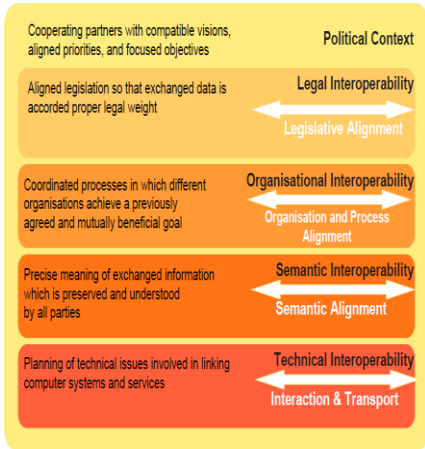 Cooperating partners with compatible visions,
aligned priorities, and focused objectives
Political Context
Aligned legislation so that exchanged data is
accorded proper legal weight
Legal Interoperability
Legislative Alignment
Coordinated processes in which different
organisations achieve a previously
agreed and mutually beneficial goal
Organisational Interoperability
Organisation and Process
Alignment
Precise meaning of exchanged information
which is preserved and understood
by all parties
Semantic Interoperability
Semantic Alignment
Planning of technical issues involved in linking
computer systems and services
Technical Interoperability
Interaction & Transport